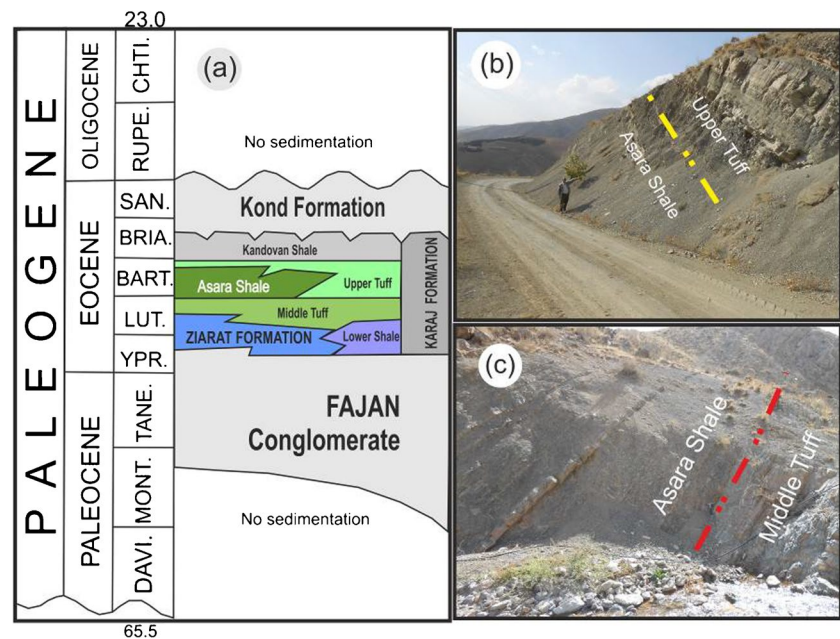 23.0
PALEOGENE
OLIGOCENE
EOCENE
PALEOCENE
CHTI.
RUPE.
SAN.
BRIA.
BART.
LUT.
YPR.
TANE.
MONT.
DAVI.
(a)
No sedimentation
Kond Formation
Kandovan Shale
Asara Shale
Upper Tuff
Middle Tuff
ZIARAT FORMATION
Lower Shale
KARAJ FORMATION
FAJAN
Conglomerate
No sedimentation
65.5
(b)
Upper Tuff
Asara Shale
(c)
Asara Shale
Middle Tuff